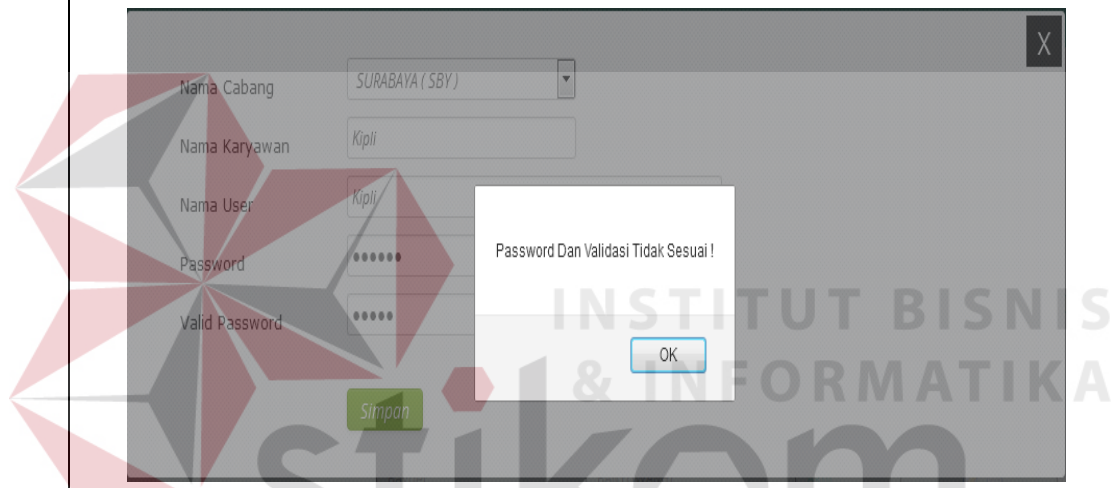 X
Nama Cabang
SURABAYA ( SBY )
Nama Karyawan
Kipli
Nama User
Kipli
Password
••••••
Password Dan Validasi Tidak Sesuai !
Valid Password
•••••
OK
Simpan
INSTITUT BISNIS
& INFORMATIKA
stikom